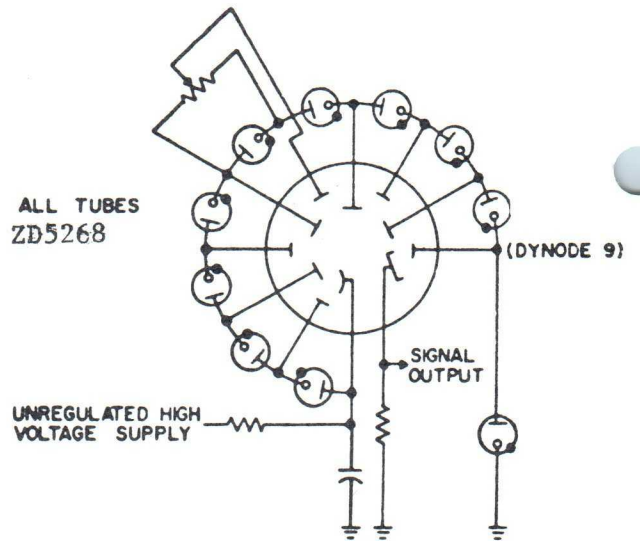 ALL TUBES
ZD5268
(DYNODE 9)
SIGNAL
OUTPUT
UNREGULATED HIGH
VOLTAGE SUPPLY